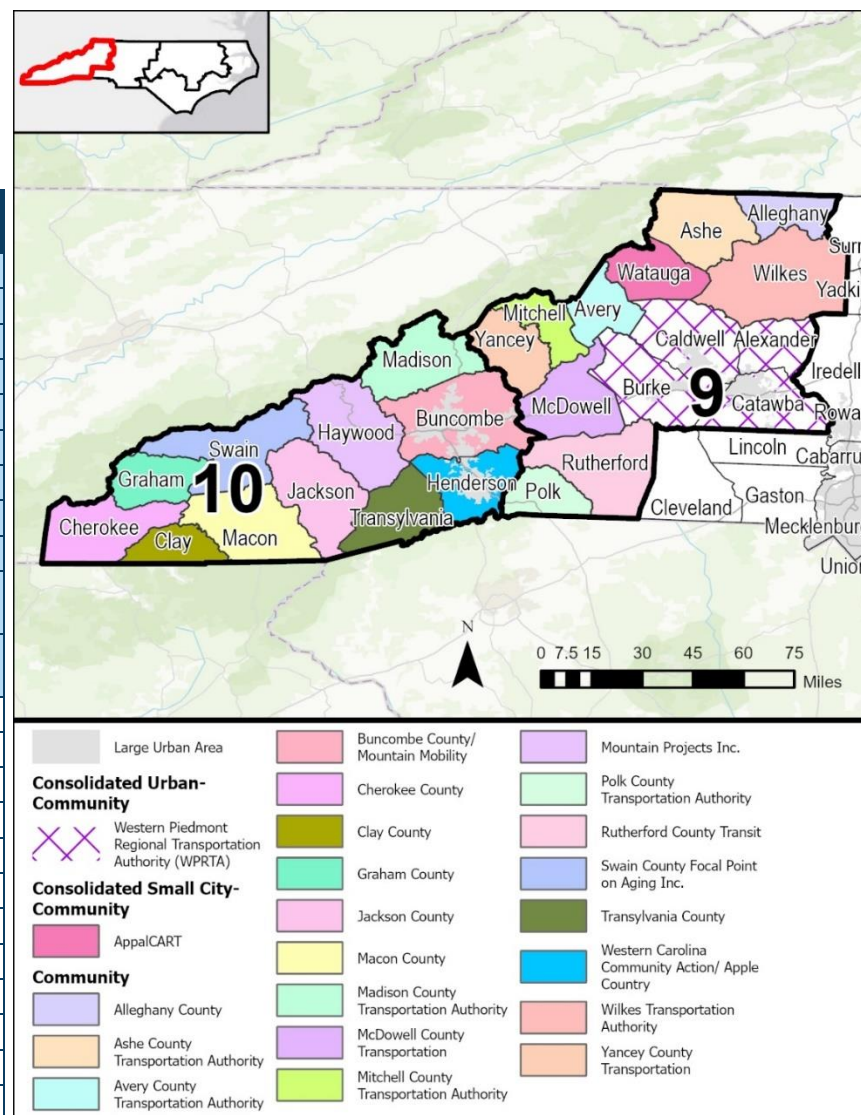 Ashe
Alleghany
Surr
Watauga
Wilkes
Yadki
Mitchell
Avery
Yancey
Caldwell
Alexander
Madison
Iredell
Burke
9
McDowell
Catawba
Rowa
Buncombe
Haywood
Swain
Lincoln
Cabarru
Rutherford
Graham
10
Jackson
Henderson
Polk
Cleveland
Gaston
Cherokee
Transylvania
Mecklenbur
Clay
Macon
Union
N
0 7.5 15 30 45 60 75
Miles
Large Urban Area
Consolidated Urban-
Community
Western Piedmont
Regional Transportation
Authority (WPRTA)
Consolidated Small City-
Community
AppalCART
Community
Alleghany County
Ashe County
Transportation Authority
Avery County
Transportation Authority
Buncombe County/
Mountain Mobility
Cherokee County
Clay County
Graham County
Jackson County
Macon County
Madison County
Transportation Authority
McDowell County
Transportation
Mitchell County
Transportation Authority
Mountain Projects Inc.
Polk County
Transportation Authority
Rutherford County Transit
Swain County Focal Point
on Aging Inc.
Transylvania County
Western Carolina
Community Action/ Apple
Country
Wilkes Transportation
Authority
Yancey County
Transportation